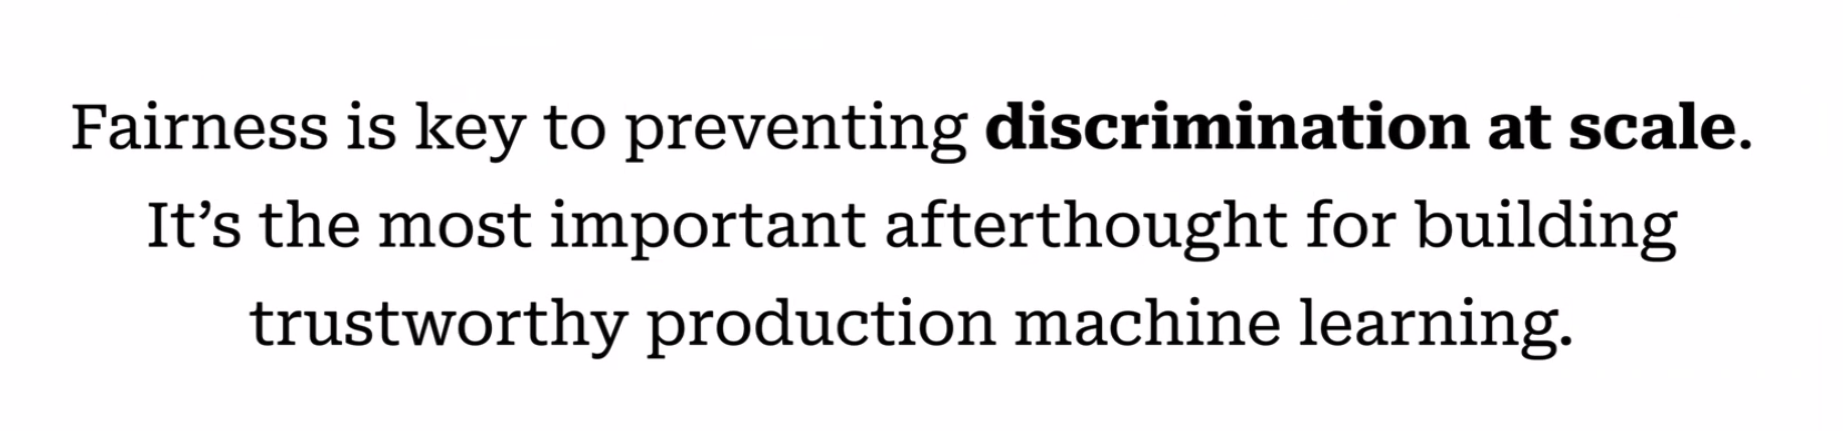 Fairness is key to preventing discrimination at scale.
It’s the most important afterthought for building
trustworthy production machine learning.